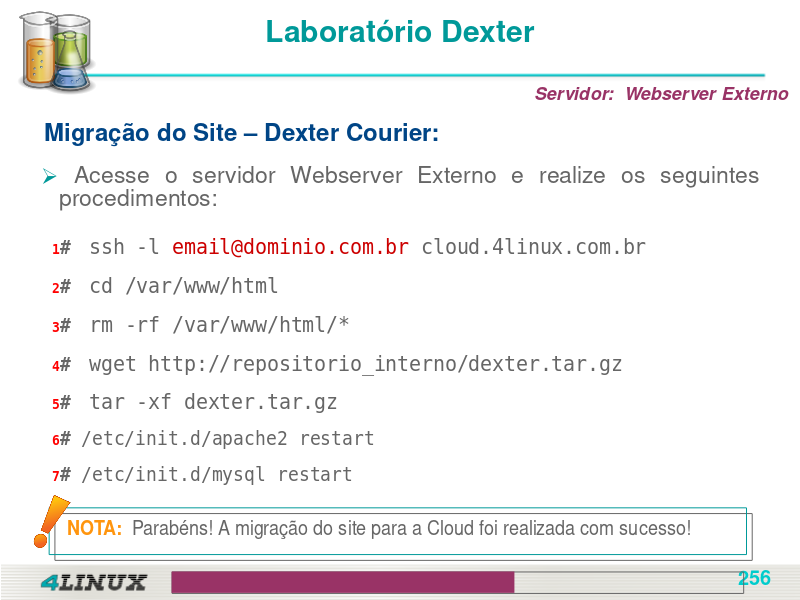 Laboratório Dexter
Servidor: Webserver Externo
Migração do Site – Dexter Courier:
Acesse o servidor Webserver Externo e realize os seguintes
procedimentos:
1# ssh -l email@dominio.com.br cloud.4linux.com.br
2# cd /var/www/html
3# rm -rf /var/www/html/*
4# wget http://repositorio_interno/dexter.tar.gz
5# tar -xf dexter.tar.gz
6# /etc/init.d/apache2 restart
7# /etc/init.d/mysql restart
NOTA: Parabéns! A migração do site para a Cloud foi realizada com sucesso!
4LINUX
256